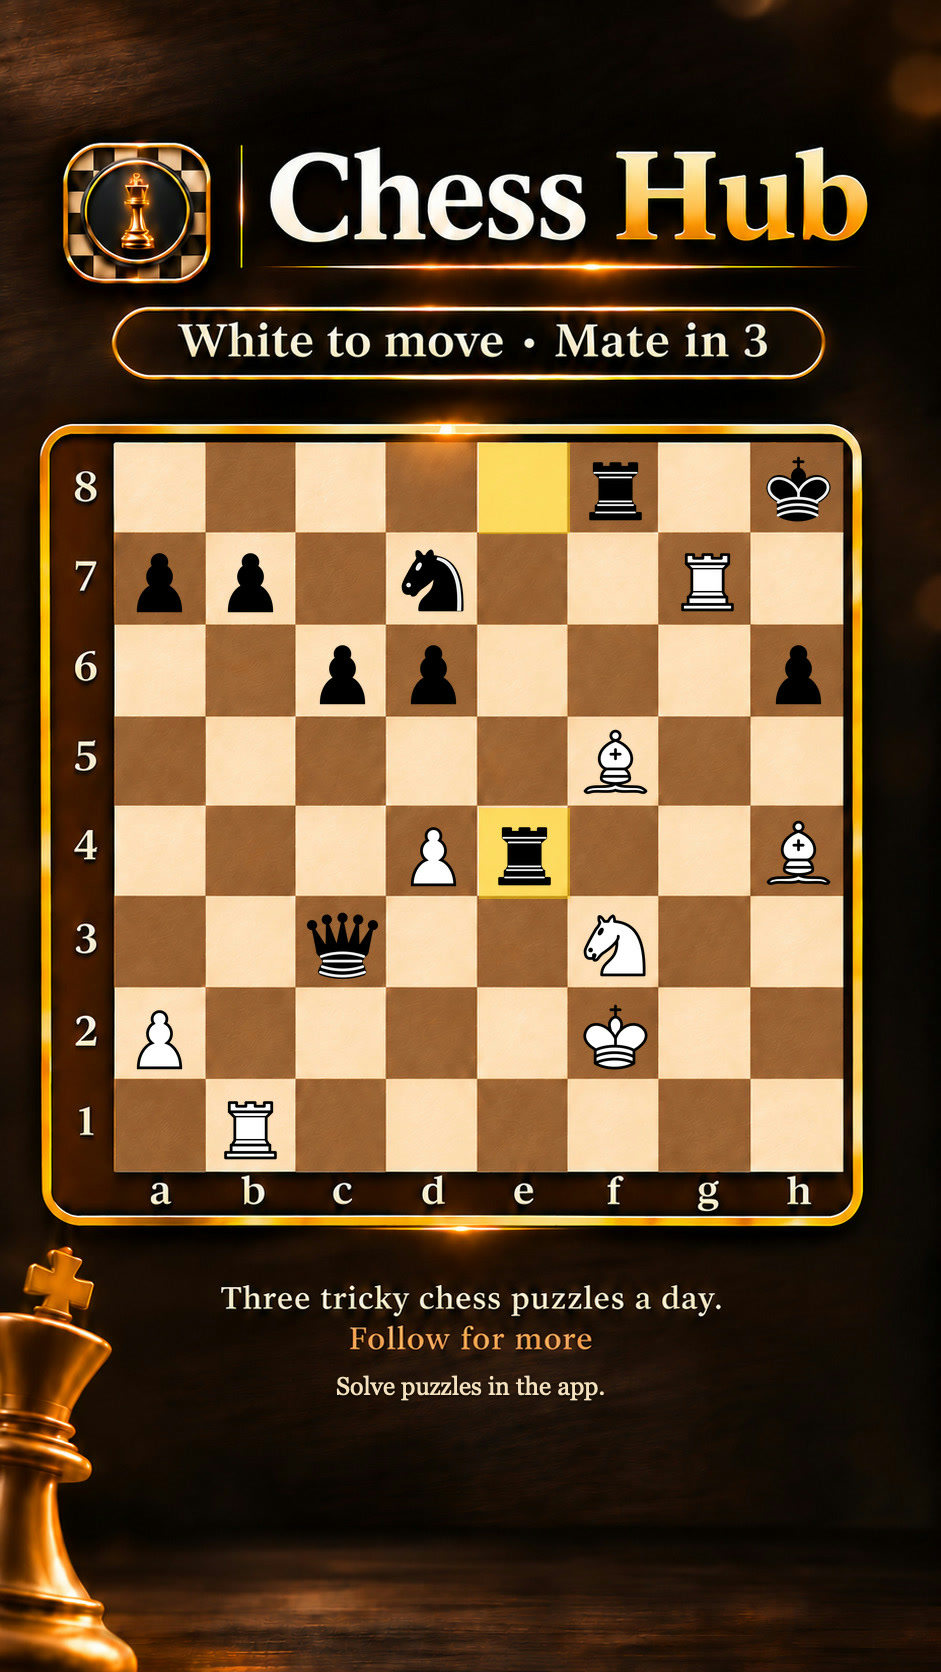 Chess Hub
White to move • Mate in 3
8
7
6
5
4
3
2
1
a b c d e f g h
Three tricky chess puzzles a day.
Follow for more
Solve puzzles in the app.